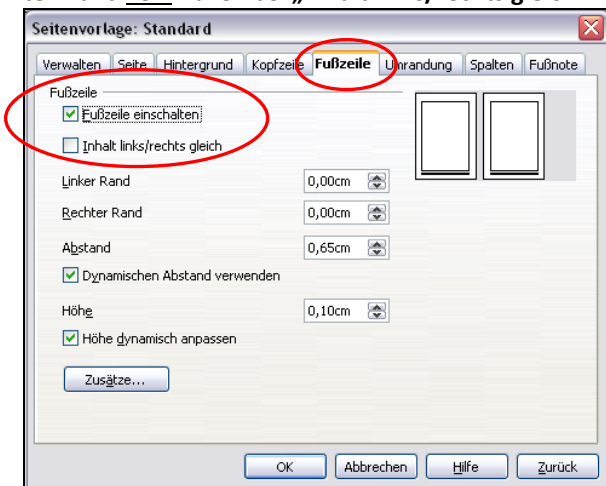 Seitenvorlage: Standard
Verwalten Seite Hintergrund Kopfzeile Fußzeile Umrandung Spalten Fußnote
Fußzeile
Fußzeile einschalten
Inhalt links/rechts gleich
Linker Rand 0,00cm
Rechter Rand 0,00cm
Abstand 0,65cm
Dynamischen Abstand verwenden
Höhe 0,10cm
Höhe dynamisch anpassen
Zusätze...
OK Abbrechen Hilfe Zurück